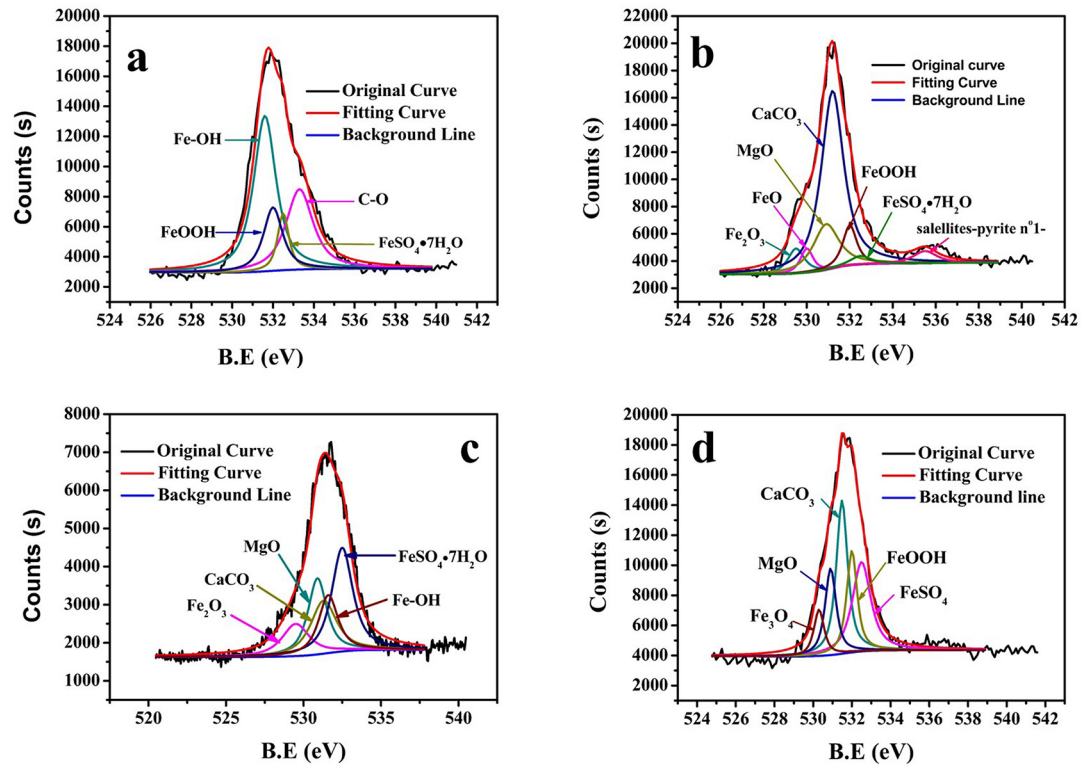 a
20000
18000
16000
14000
12000
10000
8000
6000
4000
2000
Counts (s)
Original Curve
Fitting Curve
Background Line
Fe-OH
C-O
FeOOH
FeSO₄•7H₂O
524 526 528 530 532 534 536 538 540 542
B.E (eV)
b
22000
20000
18000
16000
14000
12000
10000
8000
6000
4000
2000
Counts (s)
Original curve
Fitting Curve
Background Line
CaCO₃
MgO
FeOOH
FeO
FeSO₄•7H₂O
Fe₂O₃
salellites-pyrite nº1-
524 526 528 530 532 534 536 538 540 542
B.E (eV)
c
8000
7000
6000
5000
4000
3000
2000
1000
Counts (s)
Original Curve
Fitting Curve
Background Line
MgO
FeSO₄•7H₂O
CaCO₃
Fe-OH
Fe₂O₃
520 525 530 535 540
B.E (eV)
d
20000
18000
16000
14000
12000
10000
8000
6000
4000
2000
Counts (s)
Original Curve
Fitting Curve
Background line
CaCO₃
MgO
FeOOH
FeSO₄
Fe₃O₄
524 526 528 530 532 534 536 538 540 542
B.E (eV)